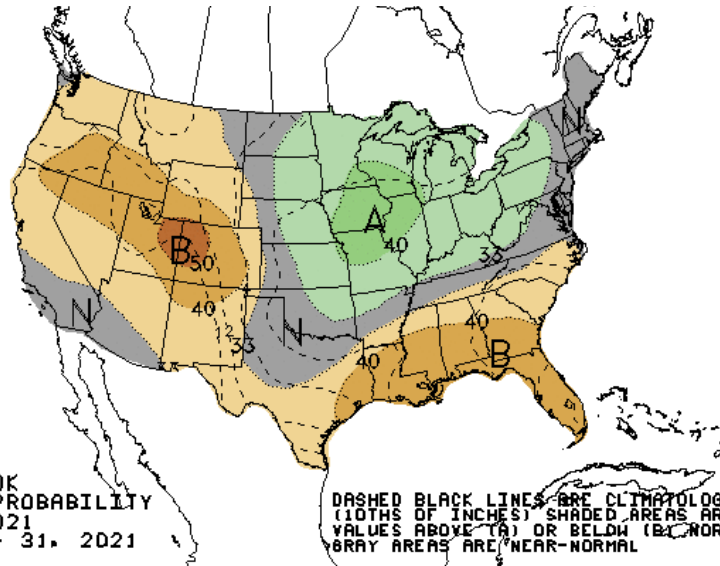 N
A
40
B
50
33
N
40
2
33
N
40
40
B
OK
PROBABILITY
021
31, 2021
DASHED BLACK LINES ARE CLIMATOLOG
(10THS OF INCHES) SHADED AREAS AR
VALUES ABOVE (A) OR BELOW (B) NOR
GRAY AREAS ARE NEAR-NORMAL